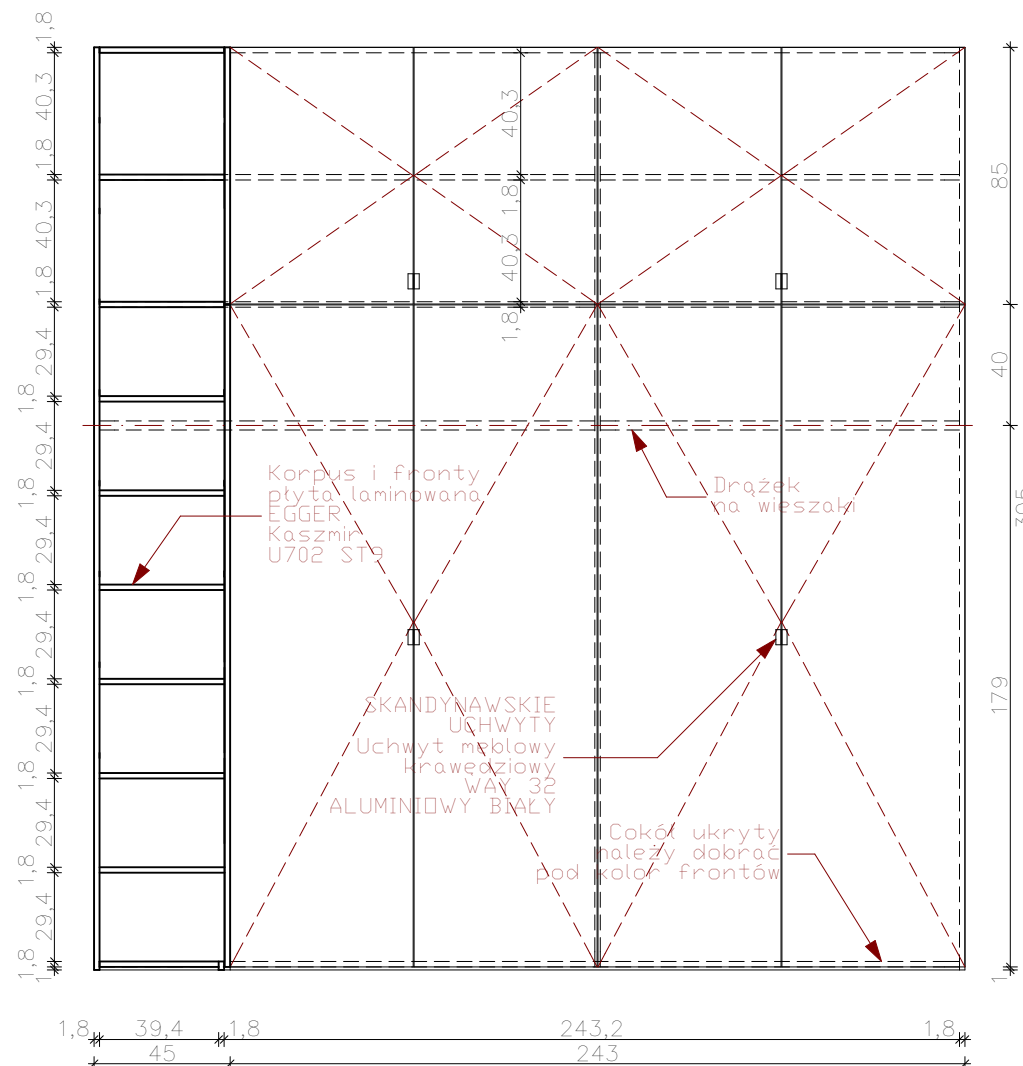 1,8
40,3
1,8
40,3
1,8
29,4
1,8
29,4
1,8
29,4
1,8
29,4
1,8
29,4
1,8
29,4
1,8
29,4
1,8
1
40,3
1,8
40,3
1,8
85
40
305
179
1
Korpus i fronty
płyta laminowana
EGGER
Kaszmir
U702 ST9
Drążek
na wieszaki
SKANDYNAWSKIE
UCHWYTY
Uchwyt meblowy
krawędziowy
WAY 32
ALUMINIOWY BIAŁY
Cokół ukryty
należy dobrać
pod kolor frontów
1,8 39,4 1,8 243,2 1,8
45 243